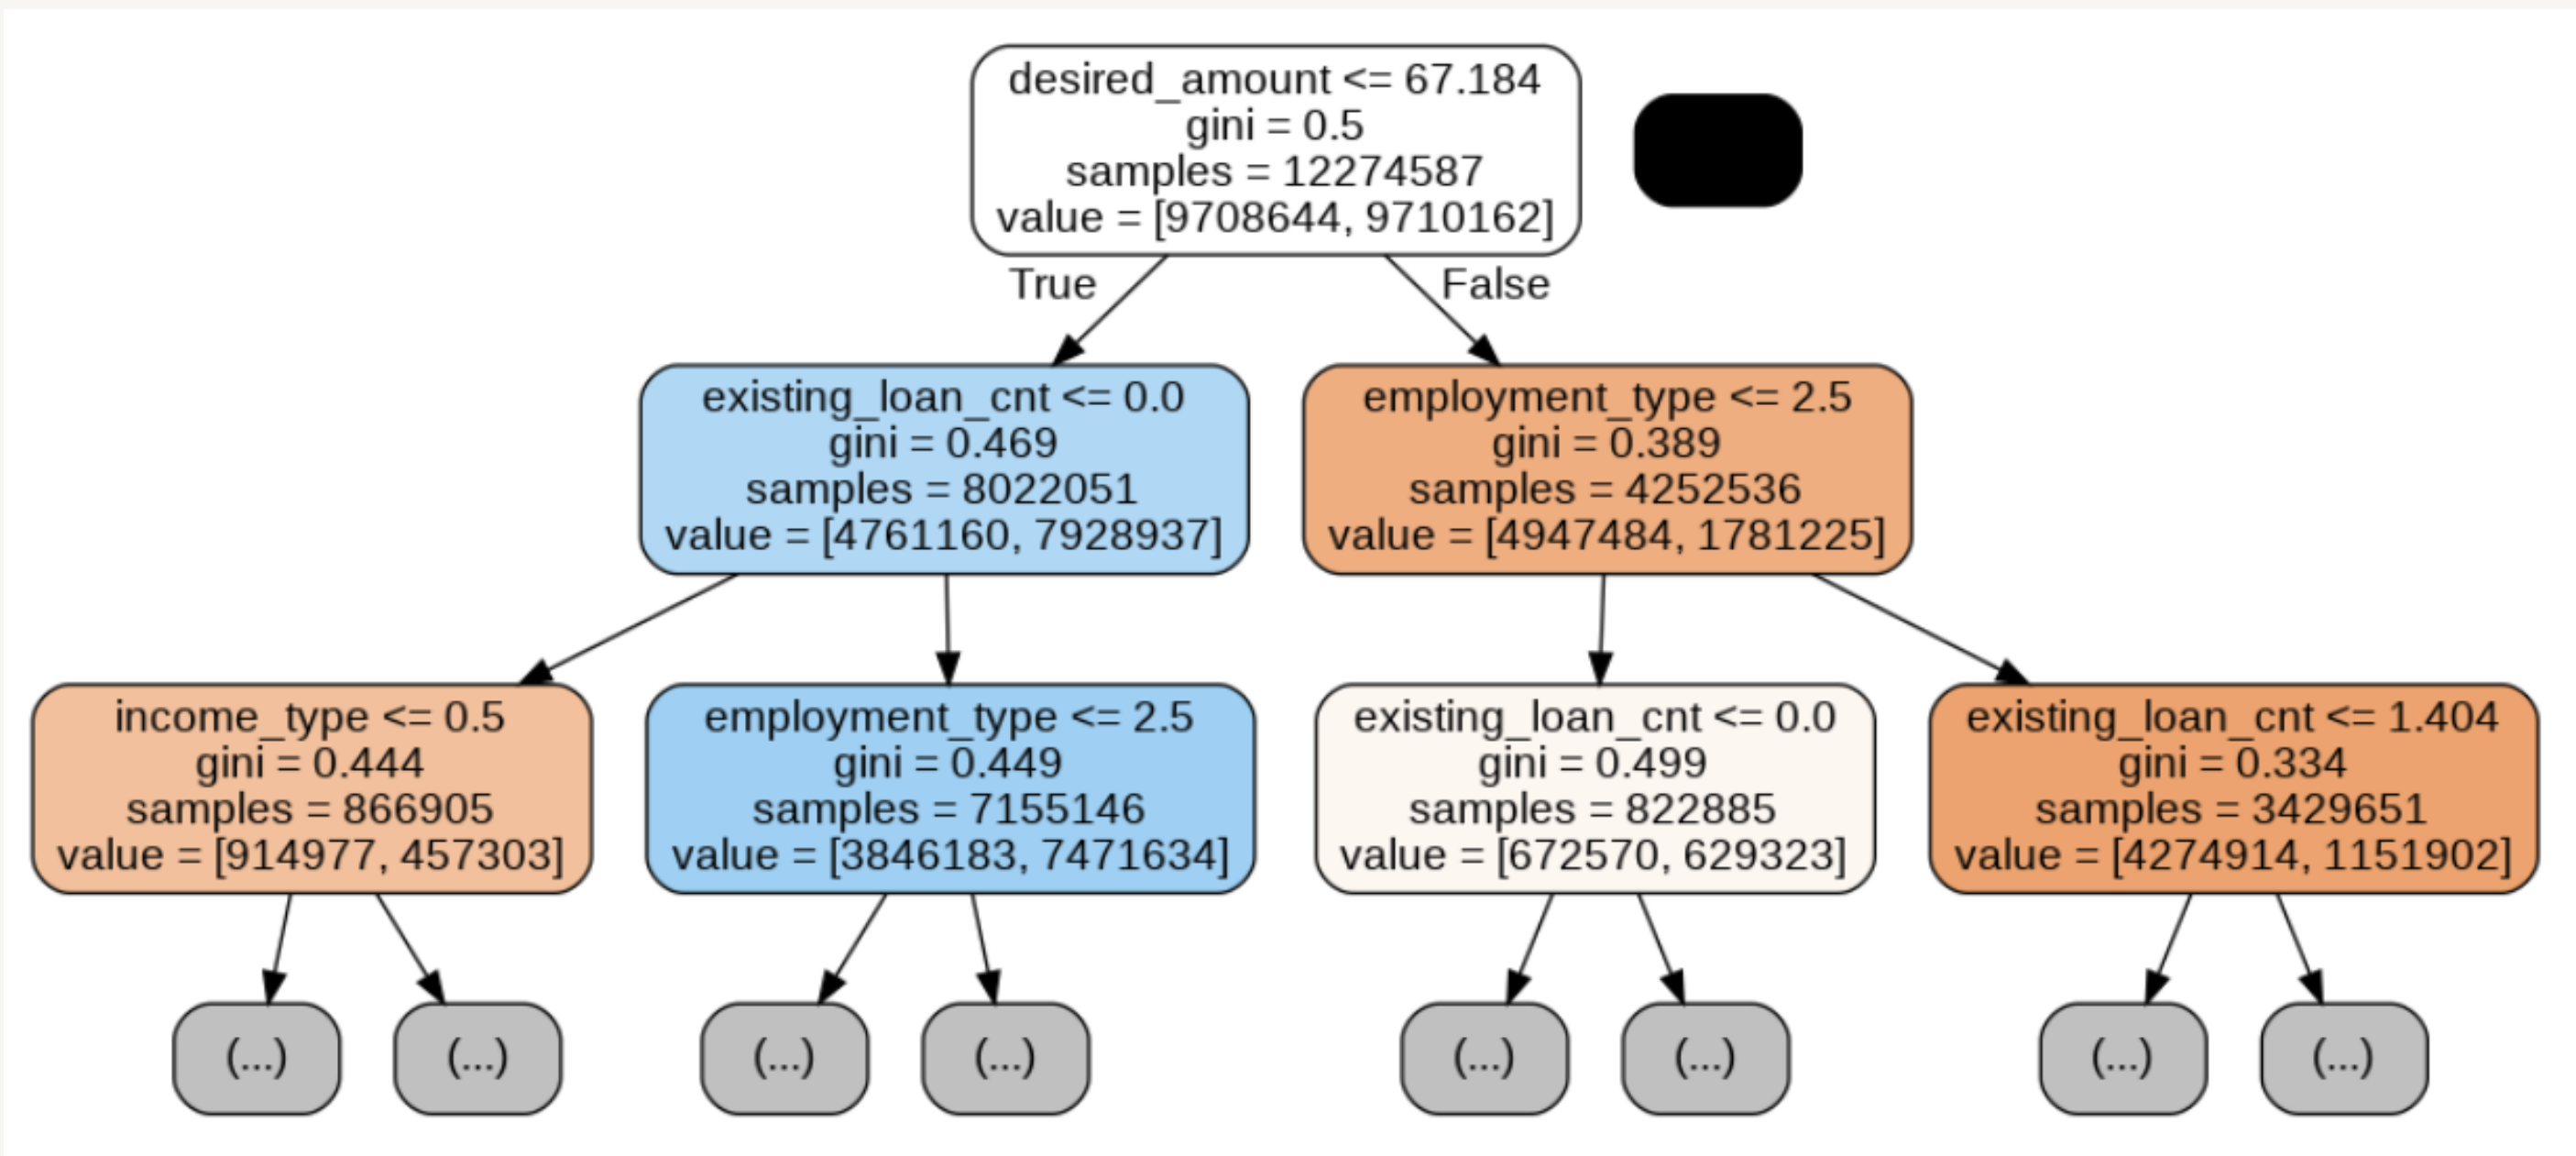 desired_amount <= 67.184
gini = 0.5
samples = 12274587
value = [9708644, 9710162]
True
False
existing_loan_cnt <= 0.0
gini = 0.469
samples = 8022051
value = [4761160, 7928937]
employment_type <= 2.5
gini = 0.389
samples = 4252536
value = [4947484, 1781225]
income_type <= 0.5
gini = 0.444
samples = 866905
value = [914977, 457303]
employment_type <= 2.5
gini = 0.449
samples = 7155146
value = [3846183, 7471634]
existing_loan_cnt <= 0.0
gini = 0.499
samples = 822885
value = [672570, 629323]
existing_loan_cnt <= 1.404
gini = 0.334
samples = 3429651
value = [4274914, 1151902]
(...)
(...)
(...)
(...)
(...)
(...)
(...)
(...)